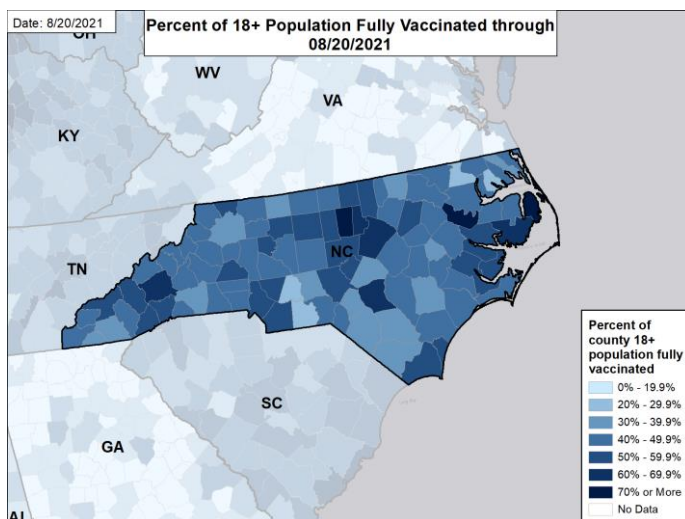 Date: 8/20/2021
Percent of 18+ Population Fully Vaccinated through
08/20/2021
OH
WV
VA
KY
NC
TN
SC
GA
AL
Percent of
county 18+
population fully
vaccinated
0% - 19.9%
20% - 29.9%
30% - 39.9%
40% - 49.9%
50% - 59.9%
60% - 69.9%
70% or More
No Data